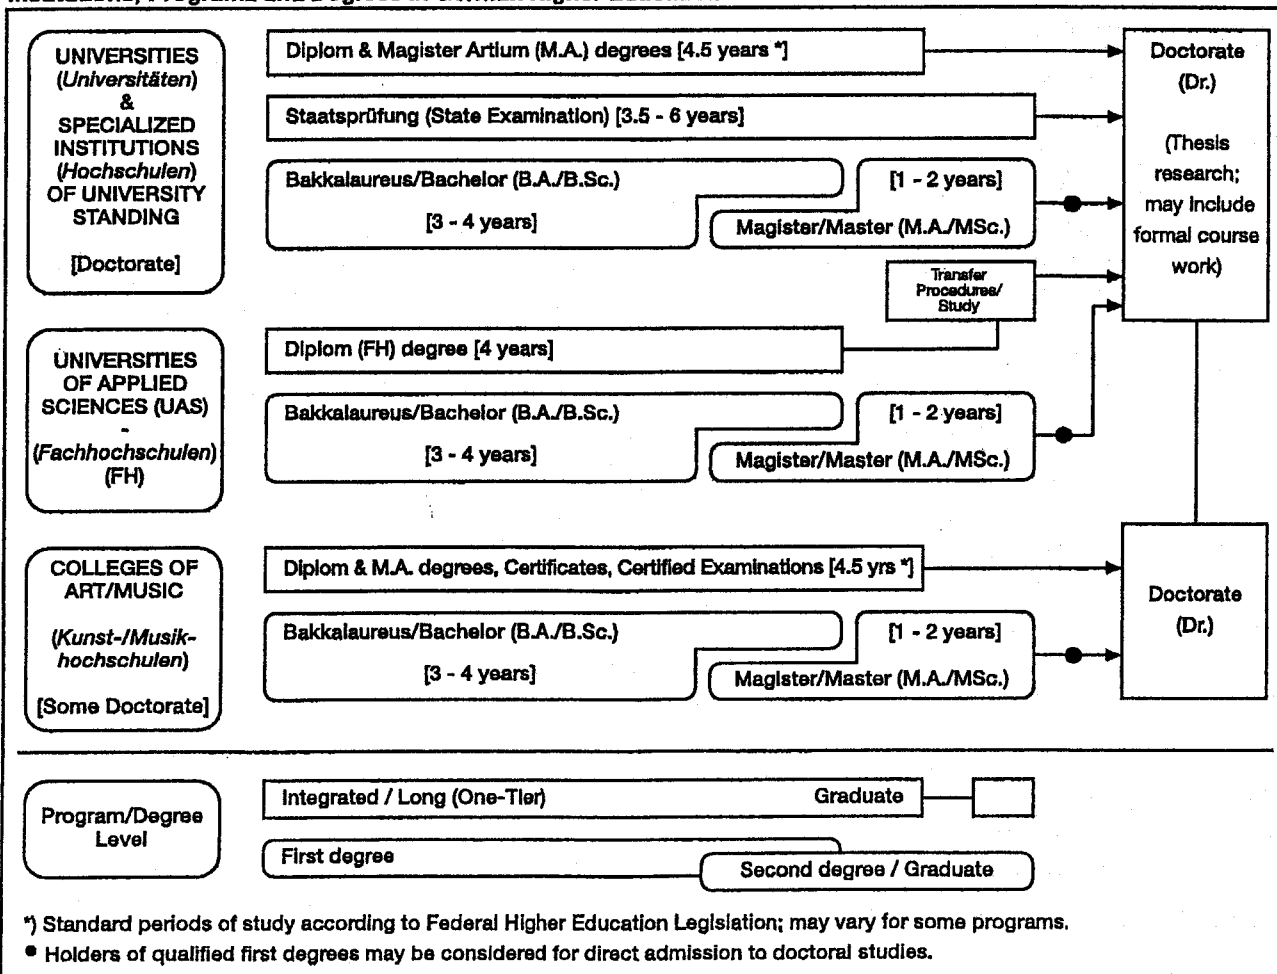 UNIVERSITIES
(Universitäten)
&
SPECIALIZED
INSTITUTIONS
(Hochschulen)
OF UNIVERSITY
STANDING
[Doctorate]
Diplom & Magister Artium (M.A.) degrees [4.5 years *]
Staatsprüfung (State Examination) [3.5 - 6 years]
Bakkalaureus/Bachelor (B.A./B.Sc.)
[3 - 4 years]
[1 - 2 years]
Magister/Master (M.A./MSc.)
Transfer
Procedures/
Study
Doctorate
(Dr.)
(Thesis
research;
may include
formal course
work)
UNIVERSITIES
OF APPLIED
SCIENCES (UAS)
-
(Fachhochschulen)
(FH)
Diplom (FH) degree [4 years]
Bakkalaureus/Bachelor (B.A./B.Sc.)
[3 - 4 years]
[1 - 2 years]
Magister/Master (M.A./MSc.)
COLLEGES OF
ART/MUSIC
(Kunst-/Musik-
hochschulen)
[Some Doctorate]
Diplom & M.A. degrees, Certificates, Certified Examinations [4.5 yrs *]
Bakkalaureus/Bachelor (B.A./B.Sc.)
[3 - 4 years]
[1 - 2 years]
Magister/Master (M.A./MSc.)
Doctorate
(Dr.)
Program/Degree
Level
Integrated / Long (One-Tier) Graduate
First degree
Second degree / Graduate
*) Standard periods of study according to Federal Higher Education Legislation; may vary for some programs.
● Holders of qualified first degrees may be considered for direct admission to doctoral studies.